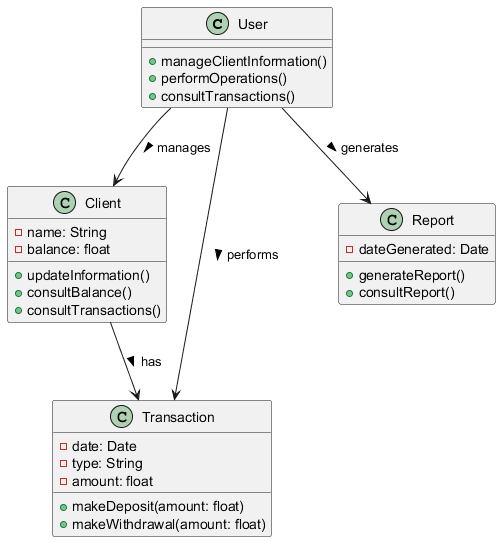 C User
manageClientInformation()
performOperations()
consultTransactions()
manages
generates
performs
C Client
name: String
balance: float
updateInformation()
consultBalance()
consultTransactions()
C Report
dateGenerated: Date
generateReport()
consultReport()
has
C Transaction
date: Date
type: String
amount: float
makeDeposit(amount: float)
makeWithdrawal(amount: float)